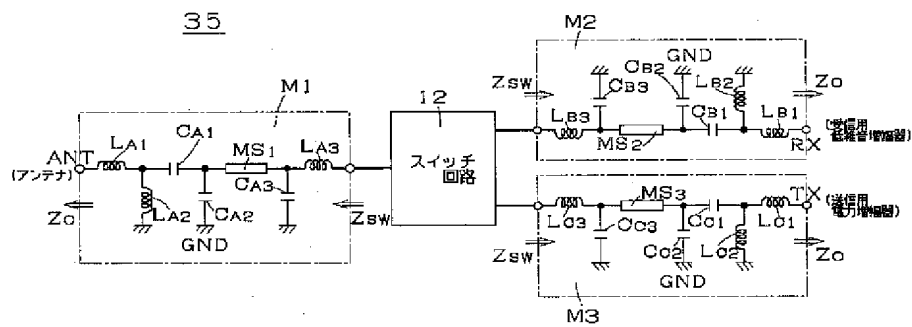 35
M1
ANT
(アンテナ)
LA1
CA1
MS1
LA3
LA2
CA2
CA3
GND
Zo
Zsw
12
スイッチ
回路
M2
GND
Zsw
CB3
CB2
LB2
Zo
LB3
MS2
CB1
LB1
RX
(受信用
低雑音増幅器)
TX
(送信用
電力増幅器)
LC3
MS3
CC1
LC1
Zsw
CC3
CC2
LC2
Zo
GND
M3